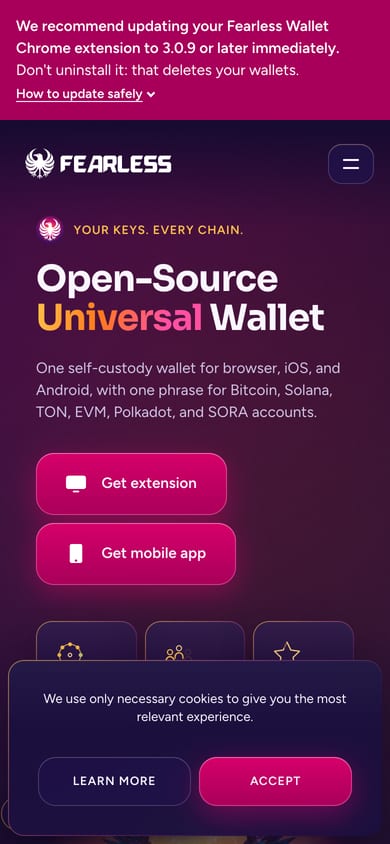 We recommend updating your Fearless Wallet
Chrome extension to 3.0.9 or later immediately.
Don't uninstall it: that deletes your wallets.
How to update safely
FEARLESS
YOUR KEYS. EVERY CHAIN.
Open-Source
Universal Wallet
One self-custody wallet for browser, iOS, and
Android, with one phrase for Bitcoin, Solana,
TON, EVM, Polkadot, and SORA accounts.
Get extension
Get mobile app
We use only necessary cookies to give you the most
relevant experience.
LEARN MORE
ACCEPT